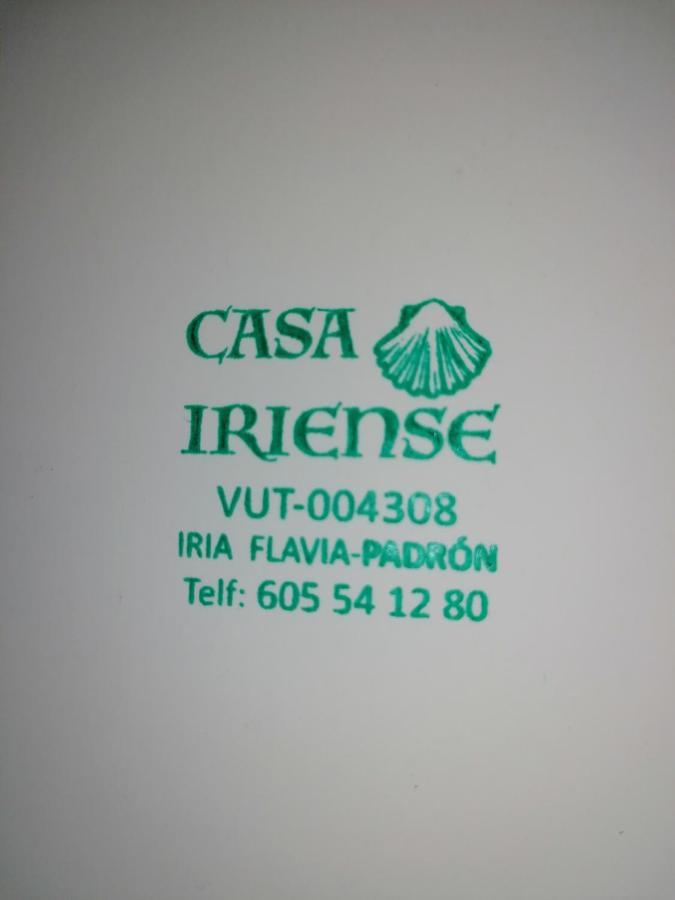 CASA
IRIENSE
VUT-004308
IRIA FLAVIA-PADRÓN
Telf: 605 54 12 80